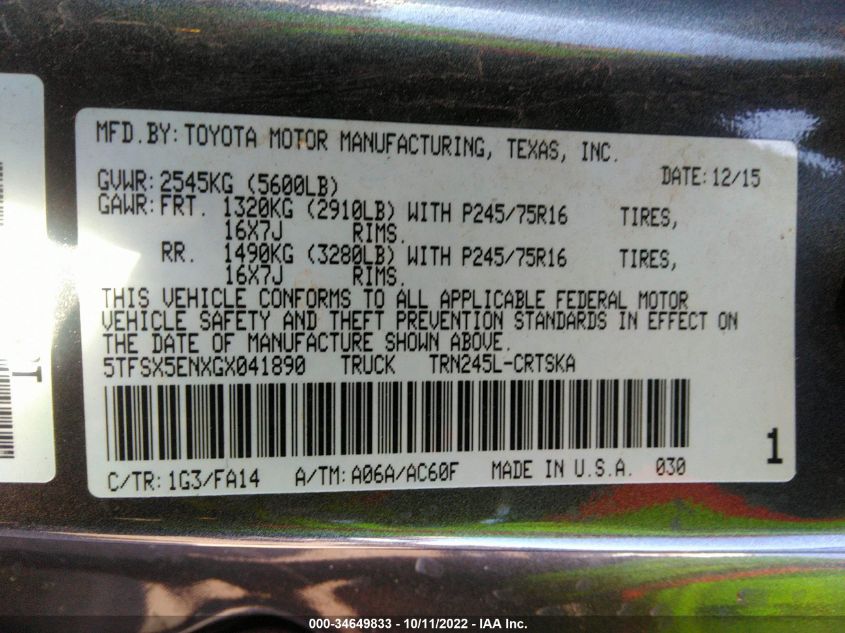 MFD.BY:TOYOTA MOTOR MANUFACTURING, TEXAS, INC.
GVWR:2545KG (5600LB) DATE:12/15
GAWR:FRT. 1320KG (2910LB) WITH P245/75R16 TIRES,
16X7J RIMS.
RR. 1490KG (3280LB) WITH P245/75R16 TIRES,
16X7J RIMS.
THIS VEHICLE CONFORMS TO ALL APPLICABLE FEDERAL MOTOR
VEHICLE SAFETY AND THEFT PREVENTION STANDARDS IN EFFECT ON
THE DATE OF MANUFACTURE SHOWN ABOVE.
5TFSX5ENXGX041890 TRUCK TRN245L-CRTSKA
1
C/TR:1G3/FA14 A/TM:A06A/AC60F MADE IN U.S.A. 030
000-34649833 - 10/11/2022 - IAA Inc.